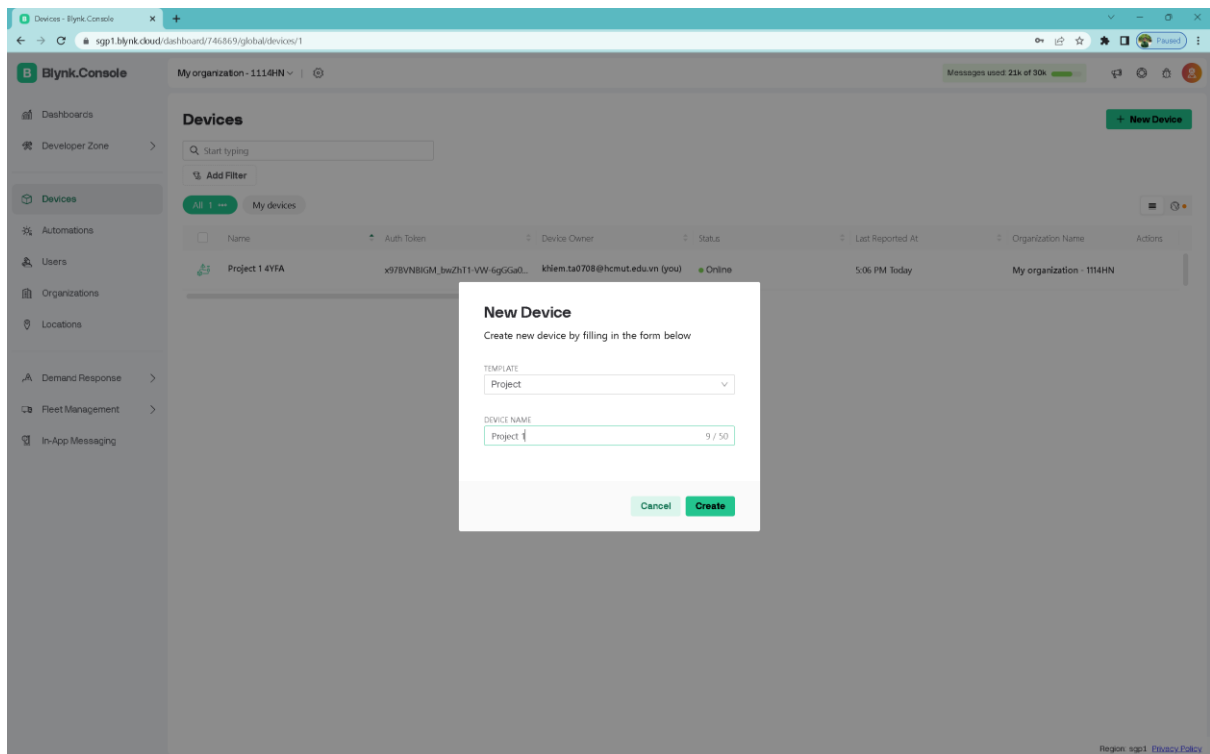 Devices - Blynk.Console
sgp1.blynk.cloud/dashboard/746869/global/devices/1
Paused
B Blynk.Console
My organization - 1114HN
Messages used 21k of 30k
Dashboards
Developer Zone
Devices
Automations
Users
Organizations
Locations
Demand Response
Fleet Management
In-App Messaging
Devices
+ New Device
Start typing
Add Filter
All 1
My devices
Name Auth Token Device Owner Status Last Reported At Organization Name Actions
Project 1 4YFA x978VNBIGM_bwZhT1-VW-6gGGa0... khiem.ta0708@hcmut.edu.vn (you) Online 5:06 PM Today My organization - 1114HN
New Device
Create new device by filling in the form below
TEMPLATE
Project
DEVICE NAME
Project 1 9 / 50
Cancel Create
Region: sgp1 Privacy Policy